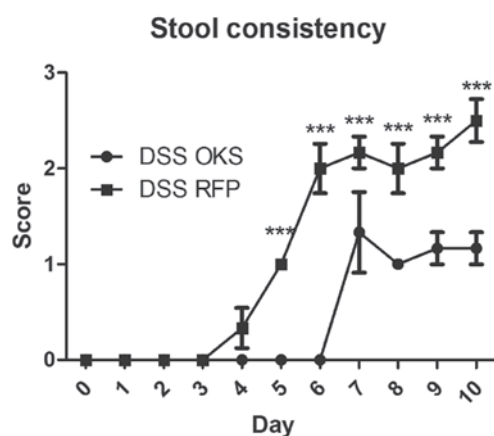 Stool consistency
3
***
***
***
***
***
DSS OKS
DSS RFP
2
***
Score
1
0
0 1 2 3 4 5 6 7 8 9 10
Day